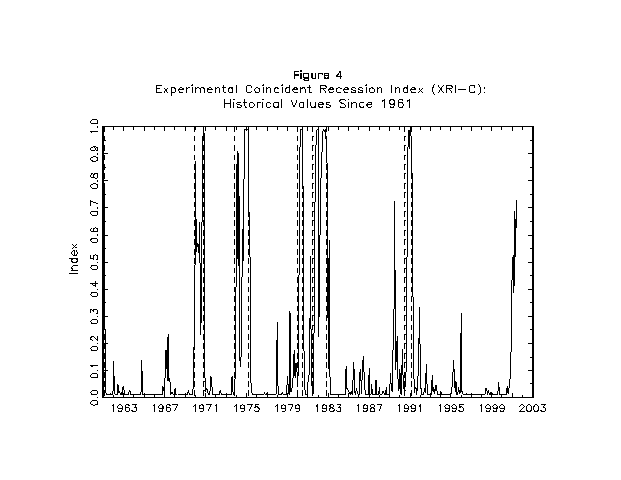 Figure 4
Experimental Coincident Recession Index (XRI-C):
Historical Values Since 1961
Index
1.0
0.9
0.8
0.7
0.6
0.5
0.4
0.3
0.2
0.1
0.0
1963 1967 1971 1975 1979 1983 1987 1991 1995 1999 2003